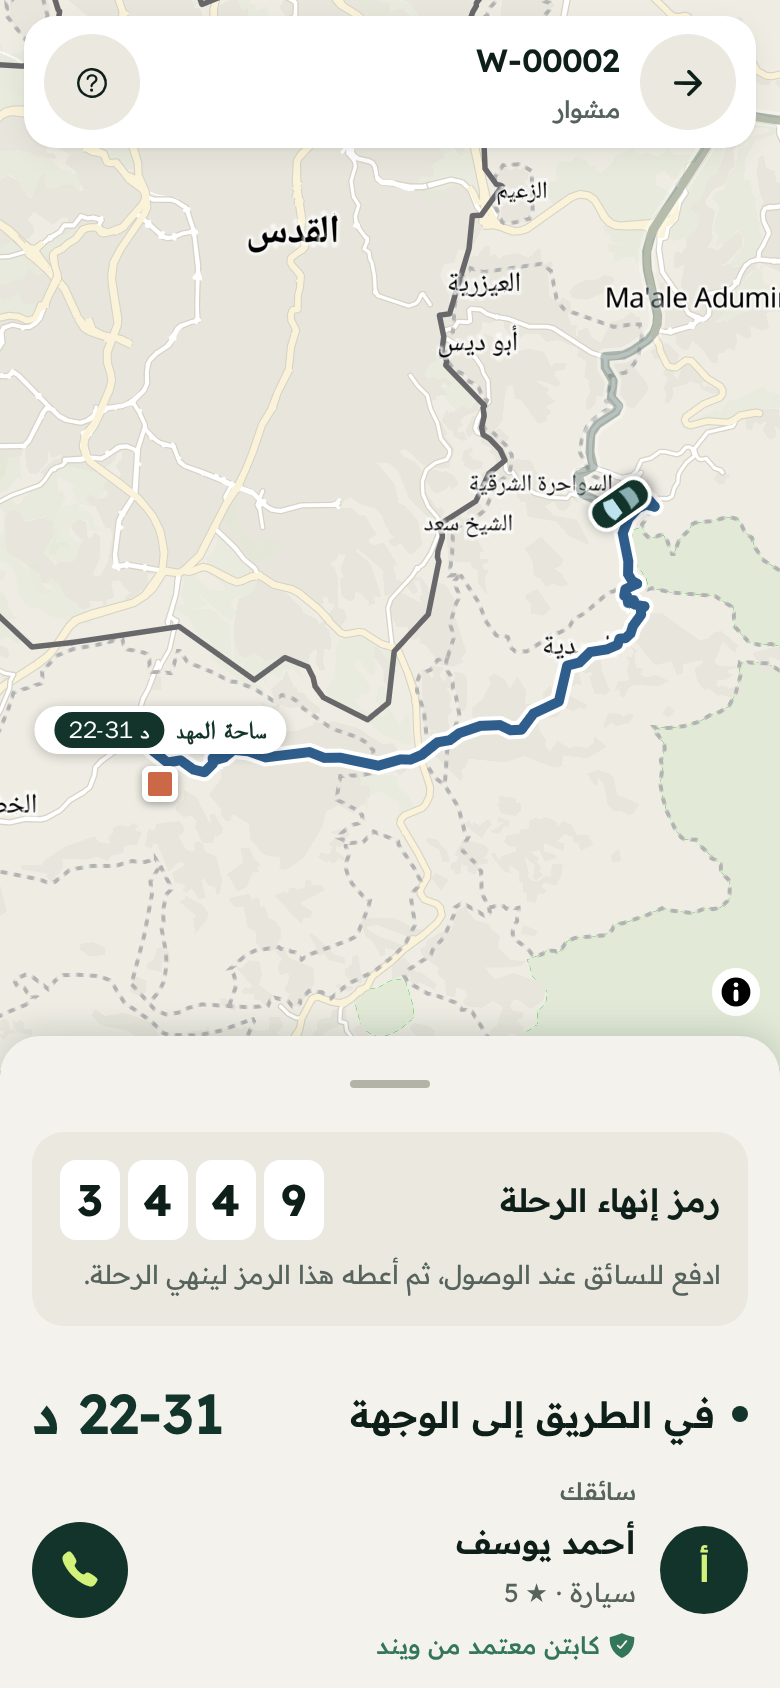 W-00002
مشوار
الزعيم
القدس
العيزرية
Ma'ale Adumi
أبو ديس
السواحرة الشرقية
الشيخ سعد
ساحة المهد 22-31 د
رمز إنهاء الرحلة 3 4 4 9
ادفع للسائق عند الوصول، ثم أعطه هذا الرمز لينهي الرحلة.
في الطريق إلى الوجهة 22-31 د
سائقك
أ
أحمد يوسف
سيارة · ★ 5
كابتن معتمد من ويند